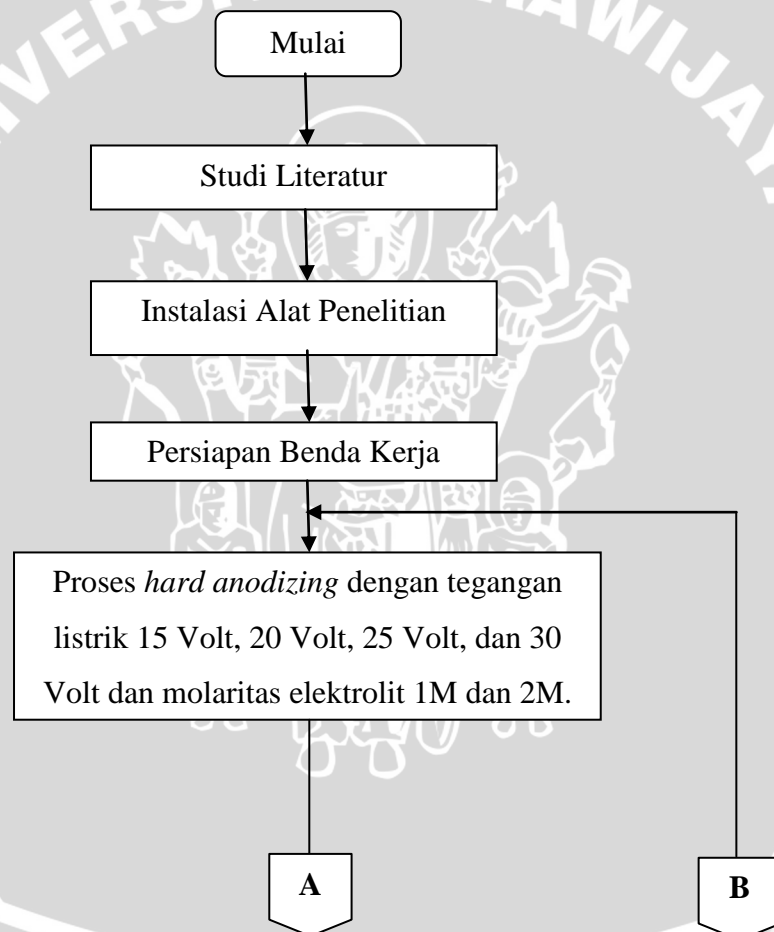 Mulai
Studi Literatur
Instalasi Alat Penelitian
Persiapan Benda Kerja
Proses hard anodizing dengan tegangan
listrik 15 Volt, 20 Volt, 25 Volt, dan 30
Volt dan molaritas elektrolit 1M dan 2M.
A
B